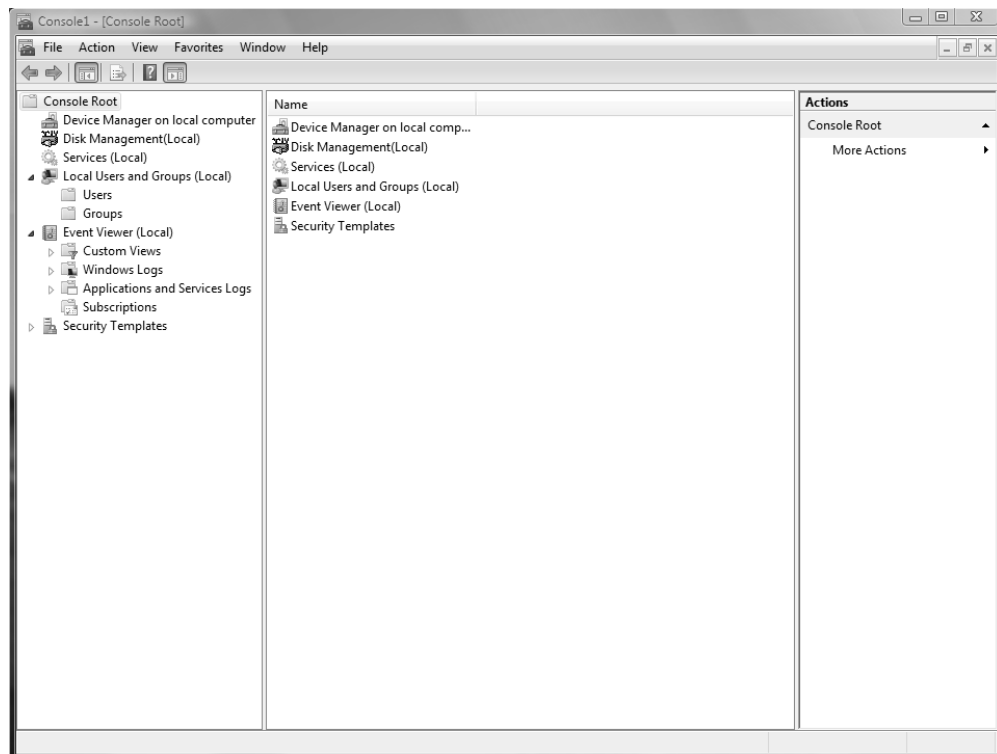 Console1 - [Console Root]
File Action View Favorites Window Help
Console Root
Device Manager on local computer
Disk Management(Local)
Services (Local)
Local Users and Groups (Local)
Users
Groups
Event Viewer (Local)
Custom Views
Windows Logs
Applications and Services Logs
Subscriptions
Security Templates
Name
Device Manager on local comp...
Disk Management(Local)
Services (Local)
Local Users and Groups (Local)
Event Viewer (Local)
Security Templates
Actions
Console Root
More Actions